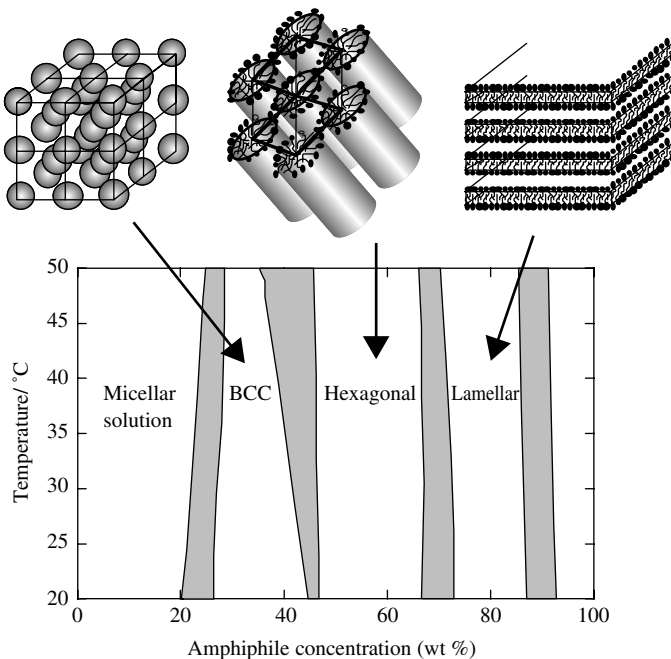 50
45
40
35
30
25
20
Temperature/ °C
Micellar
solution
BCC
Hexagonal
Lamellar
0
20
40
60
80
100
Amphiphile concentration (wt %)